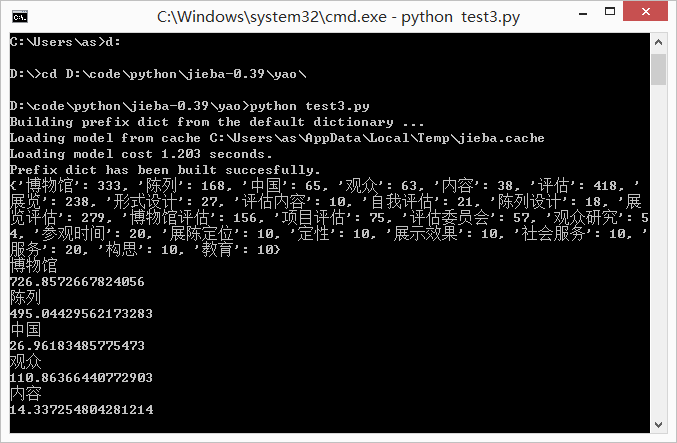 C:\Windows\system32\cmd.exe - python  test3.py
C:\Users\as>d:
D:\>cd D:\code\python\jieba-0.39\yao\
D:\code\python\jieba-0.39\yao>python test3.py
Building prefix dict from the default dictionary ...
Loading model from cache C:\Users\as\AppData\Local\Temp\jieba.cache
Loading model cost 1.203 seconds.
Prefix dict has been built succesfully.
{'博物馆': 333, '陈列': 168, '中国': 65, '观众': 63, '内容': 38, '评估': 418, '
展览': 238, '形式设计': 27, '评估内容': 10, '自我评估': 21, '陈列设计': 18, '展
览评估': 279, '博物馆评估': 156, '项目评估': 75, '评估委员会': 57, '观众研究': 5
4, '参观时间': 20, '展陈定位': 10, '定性': 10, '展示效果': 10, '社会服务': 10, '
服务': 20, '构思': 10, '教育': 10}
博物馆
726.8572667824056
陈列
495.04429562173283
中国
26.96183485775473
观众
110.86366440772903
内容
14.337254804281214